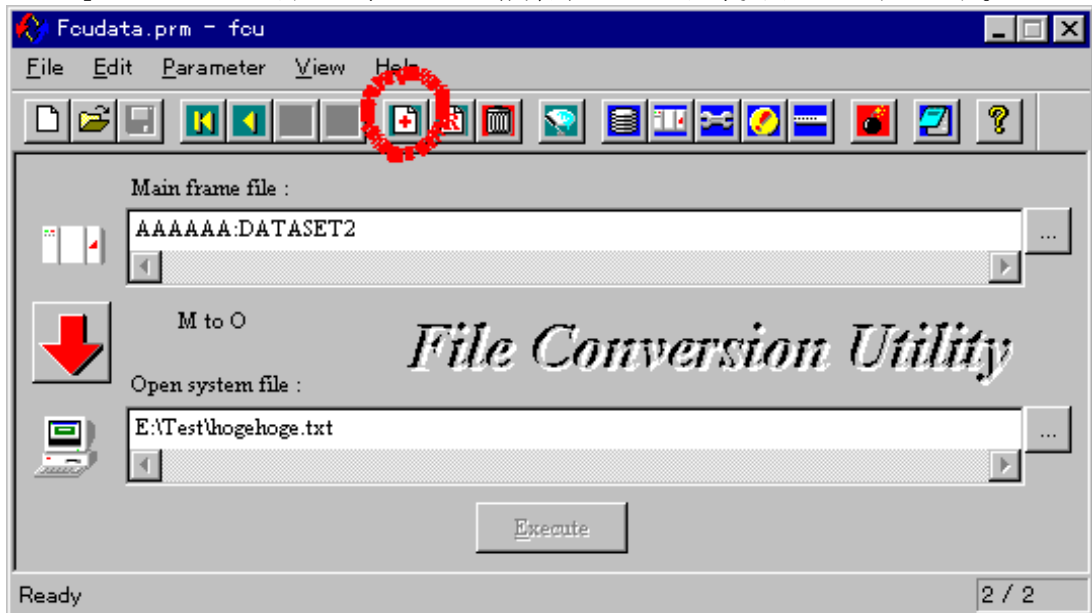 Fcudata.prm - fcu
File Edit Parameter View Help
Main frame file :
AAAAAA:DATASET2
...
M to O
File Conversion Utility
Open system file :
E:\Test\hogehoge.txt
...
Execute
Ready 2 / 2